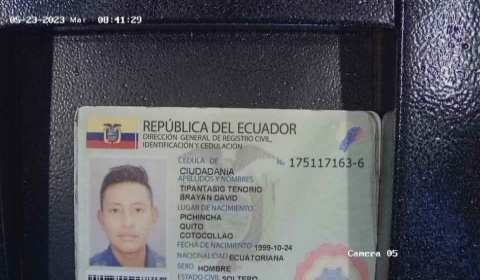 05-23-2023 Mar 08:41:29
REPÚBLICA DEL ECUADOR
DIRECCIÓN GENERAL DE REGISTRO CIVIL,
IDENTIFICACIÓN Y CEDULACIÓN
CÉDULA DE No. 175117163-6
CIUDADANÍA
APELLIDOS Y NOMBRES
TIPANTASIG TENORIO
BRAYAN DAVID
LUGAR DE NACIMIENTO
PICHINCHA
QUITO
COTOCOLLAO
FECHA DE NACIMIENTO 1999-10-24
NACIONALIDAD ECUATORIANA
SEXO HOMBRE
ESTADO CIVIL SOLTERO
Camera 05